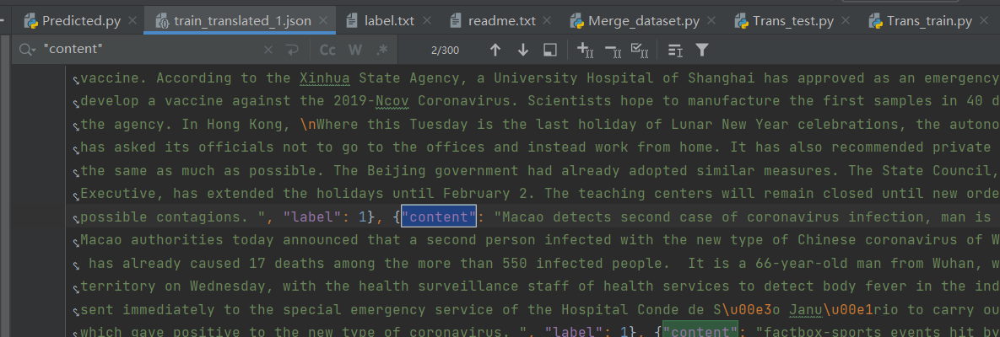 Predicted.py train_translated_1.json label.txt readme.txt Merge_dataset.py Trans_test.py Trans_train.py
"content" Cc W .* 2/300
vaccine. According to the Xinhua State Agency, a University Hospital of Shanghai has approved as an emergency
develop a vaccine against the 2019-Ncov Coronavirus. Scientists hope to manufacture the first samples in 40 d
the agency. In Hong Kong, \nWhere this Tuesday is the last holiday of Lunar New Year celebrations, the autono
has asked its officials not to go to the offices and instead work from home. It has also recommended private
the same as much as possible. The Beijing government had already adopted similar measures. The State Council,
Executive, has extended the holidays until February 2. The teaching centers will remain closed until new orde
possible contagions. ", "label": 1}, {"content": "Macao detects second case of coronavirus infection, man is
Macao authorities today announced that a second person infected with the new type of Chinese coronavirus of W
has already caused 17 deaths among the more than 550 infected people.  It is a 66-year-old man from Wuhan, w
territory on Wednesday, with the health surveillance staff of health services to detect body fever in the ind
sent immediately to the special emergency service of the Hospital Conde de S\u00e3o Janu\u00e1rio to carry ou
which gave positive to the new type of coronavirus. ", "label": 1}, {"content": "factbox-sports events hit by